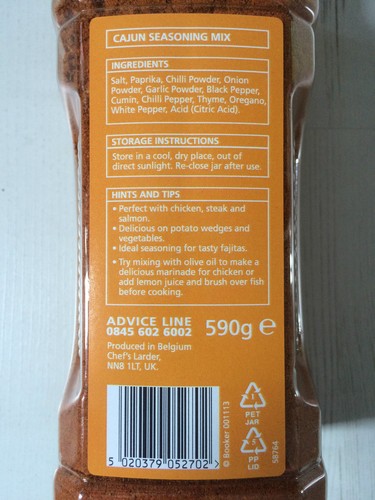 CAJUN SEASONING MIX
INGREDIENTS
Salt, Paprika, Chilli Powder, Onion
Powder, Garlic Powder, Black Pepper,
Cumin, Chilli Pepper, Thyme, Oregano,
White Pepper, Acid (Citric Acid).
STORAGE INSTRUCTIONS
Store in a cool, dry place, out of
direct sunlight. Re-close jar after use.
HINTS AND TIPS
• Perfect with chicken, steak and
salmon.
• Delicious on potato wedges and
vegetables.
• Ideal seasoning for tasty fajitas.
• Try mixing with olive oil to make a
delicious marinade for chicken or
add lemon juice and brush over fish
before cooking.
ADVICE LINE
0845 602 6002
590g ℮
Produced in Belgium
Chef's Larder,
NNB 1LT, UK.
5 020379 052702 >
© Booker 001113
1
PET
JAR
5
PP
LID
S8764